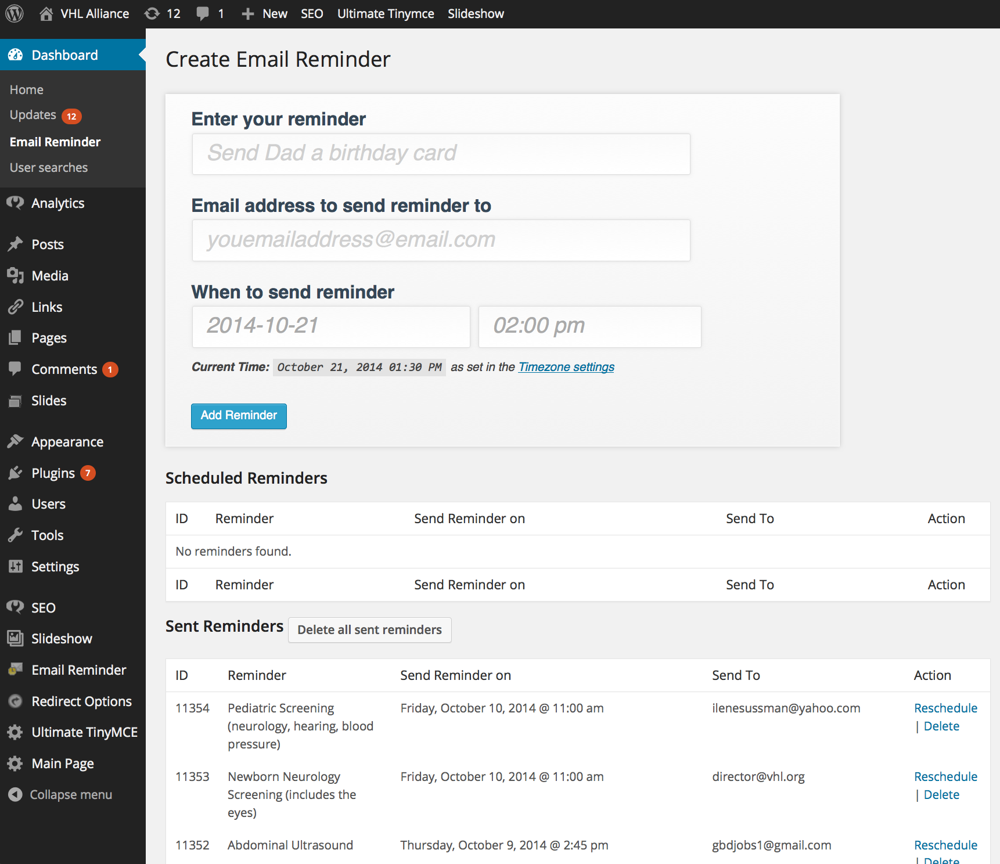 VHL Alliance 12 1 New SEO Ultimate Tinymce Slideshow
Dashboard
Home
Updates 12
Email Reminder
User searches
Analytics
Posts
Media
Links
Pages
Comments 1
Slides
Appearance
Plugins 7
Users
Tools
Settings
SEO
Slideshow
Email Reminder
Redirect Options
Ultimate TinyMCE
Main Page
Collapse menu
Create Email Reminder
Enter your reminder
Send Dad a birthday card
Email address to send reminder to
youemailaddress@email.com
When to send reminder
2014-10-21 02:00 pm
Current Time: October 21, 2014 01:30 PM as set in the Timezone settings
Add Reminder
Scheduled Reminders
ID Reminder Send Reminder on Send To Action
No reminders found.
ID Reminder Send Reminder on Send To Action
Sent Reminders Delete all sent reminders
ID Reminder Send Reminder on Send To Action
11354 Pediatric Screening Friday, October 10, 2014 @ 11:00 am ilenesussman@yahoo.com Reschedule
(neurology, hearing, blood | Delete
pressure)
11353 Newborn Neurology Friday, October 10, 2014 @ 11:00 am director@vhl.org Reschedule
Screening (includes the | Delete
eyes)
11352 Abdominal Ultrasound Thursday, October 9, 2014 @ 2:45 pm gbdjobs1@gmail.com Reschedule
| Delete